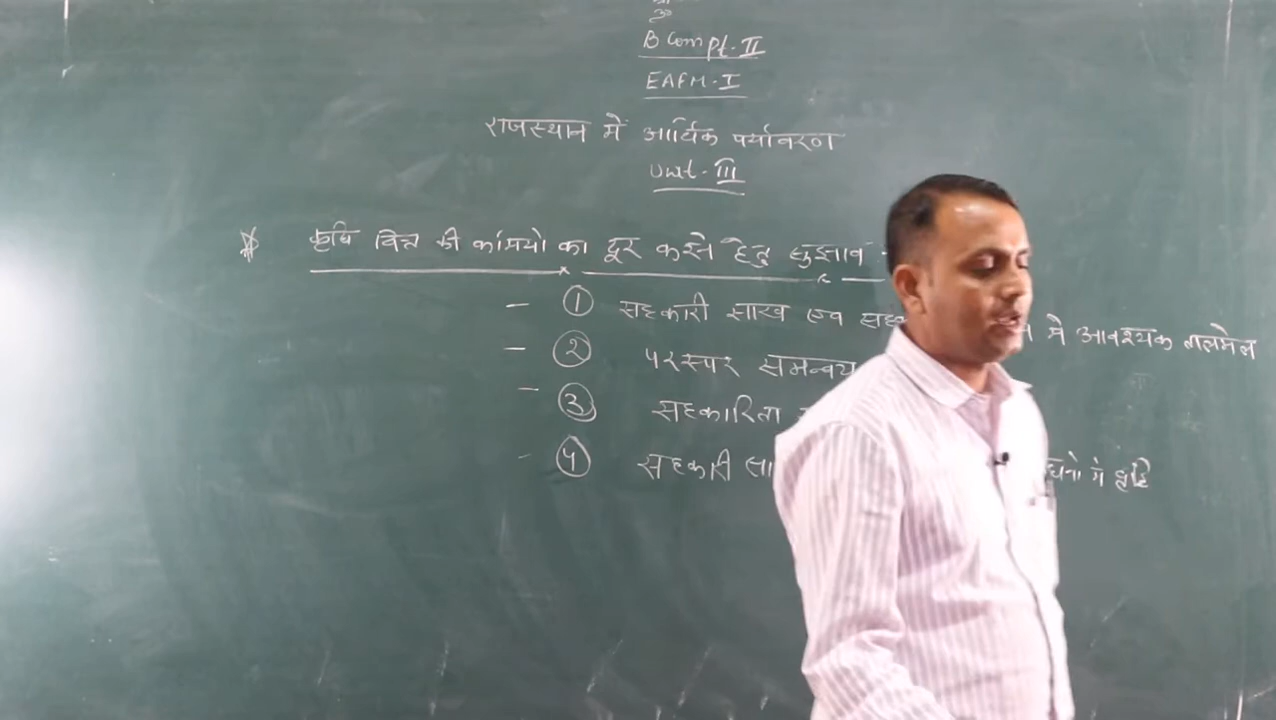 B Com Pt. II
EAFM-I
राजस्थान में आर्थिक पर्यावरण
Unit-III
कृषि वित्त की कमियो का दूर करने हेतु सुझाव
- ① सहकारी साख एव में आवश्यक तालमेल
- ② परस्पर समन्वय
- ③ सहकारिता
- ④ सहकारी में वृद्धि